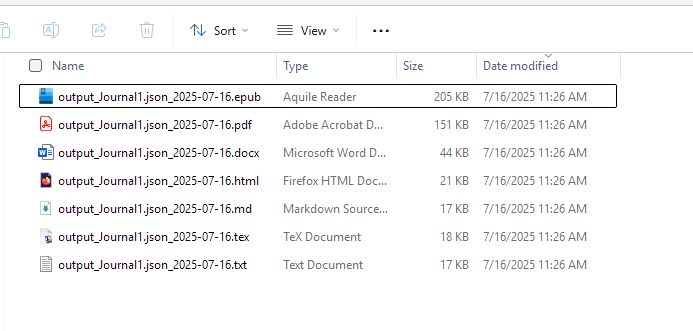 Sort View ...
Name Type Size Date modified
output_Journal1.json_2025-07-16.epub Aquile Reader 205 KB 7/16/2025 11:26 AM
output_Journal1.json_2025-07-16.pdf Adobe Acrobat D... 151 KB 7/16/2025 11:26 AM
output_Journal1.json_2025-07-16.docx Microsoft Word D... 44 KB 7/16/2025 11:26 AM
output_Journal1.json_2025-07-16.html Firefox HTML Doc... 21 KB 7/16/2025 11:26 AM
output_Journal1.json_2025-07-16.md Markdown Source... 17 KB 7/16/2025 11:26 AM
output_Journal1.json_2025-07-16.tex TeX Document 18 KB 7/16/2025 11:26 AM
output_Journal1.json_2025-07-16.txt Text Document 17 KB 7/16/2025 11:26 AM